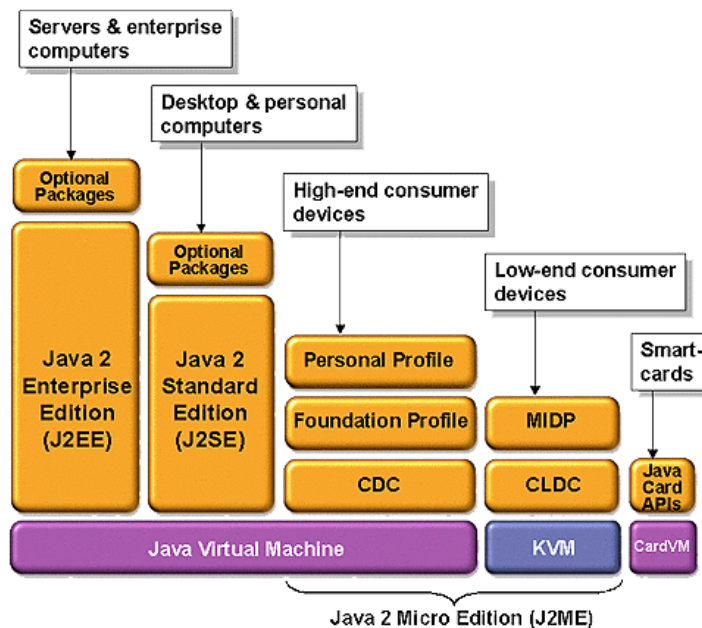 Servers & enterprise
computers
Desktop & personal
computers
Optional
Packages
High-end consumer
devices
Optional
Packages
Low-end consumer
devices
Java 2
Enterprise
Edition
(J2EE)
Java 2
Standard
Edition
(J2SE)
Personal Profile
Smart-
cards
Foundation Profile
MIDP
CDC
CLDC
Java
Card
APIs
Java Virtual Machine
KVM
CardVM
Java 2 Micro Edition (J2ME)